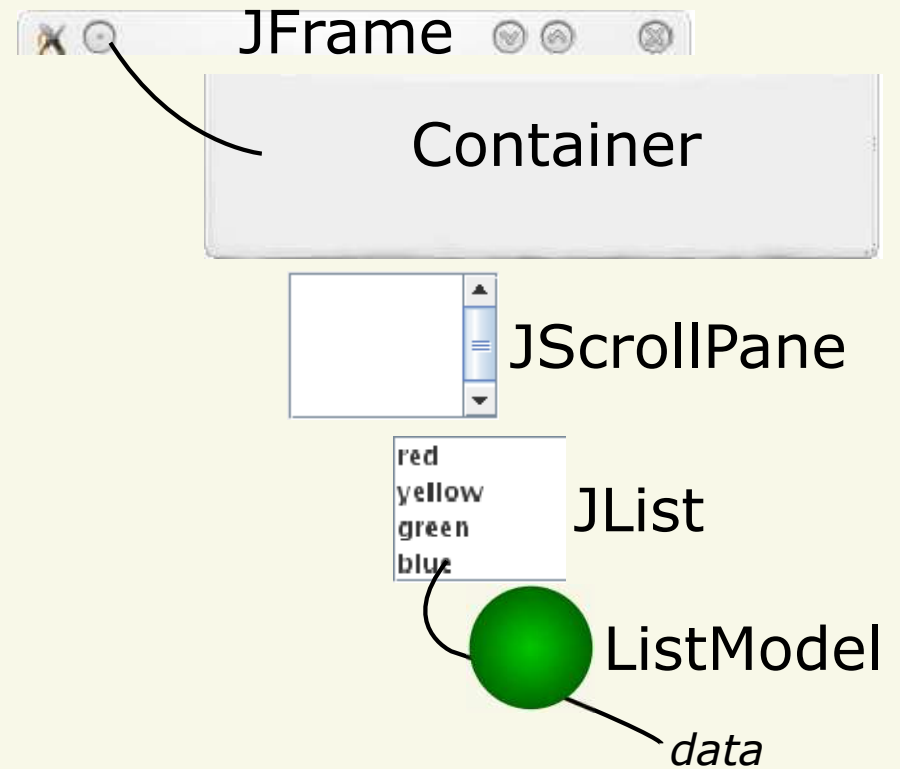 JFrame
Container
JScrollPane
red
yellow
green
blue
JList
ListModel
data